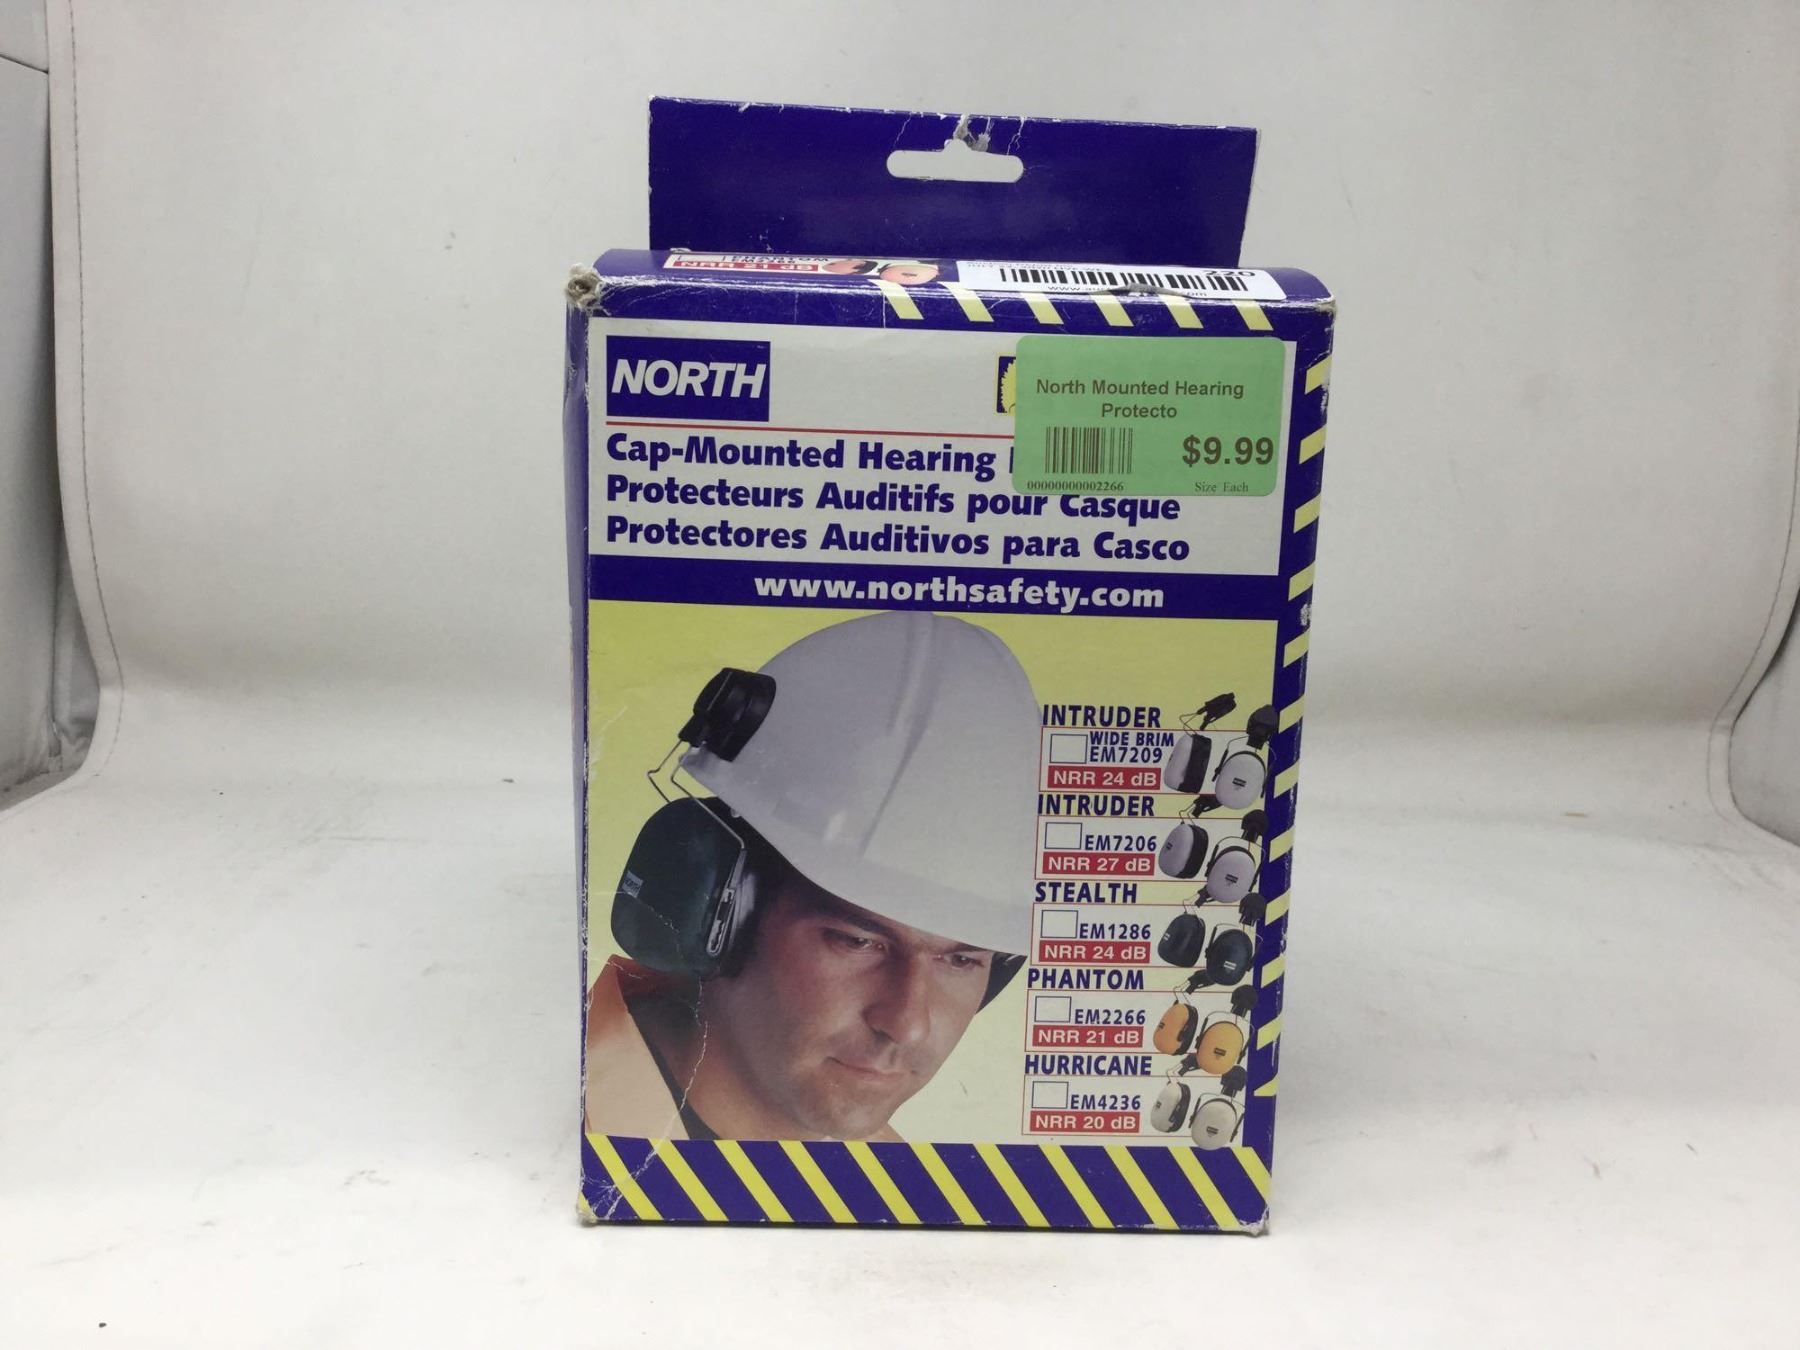 NRR 21 dB
220
NORTH
North Mounted Hearing
Protecto
$9.99
00000000002266
Size Each
Cap-Mounted Hearing
Protecteurs Auditifs pour Casque
Protectores Auditivos para Casco
www.northsafety.com
INTRUDER
WIDE BRIM
EM7209
NRR 24 dB
INTRUDER
EM7206
NRR 27 dB
STEALTH
EM1286
NRR 24 dB
PHANTOM
EM2266
NRR 21 dB
HURRICANE
EM4236
NRR 20 dB